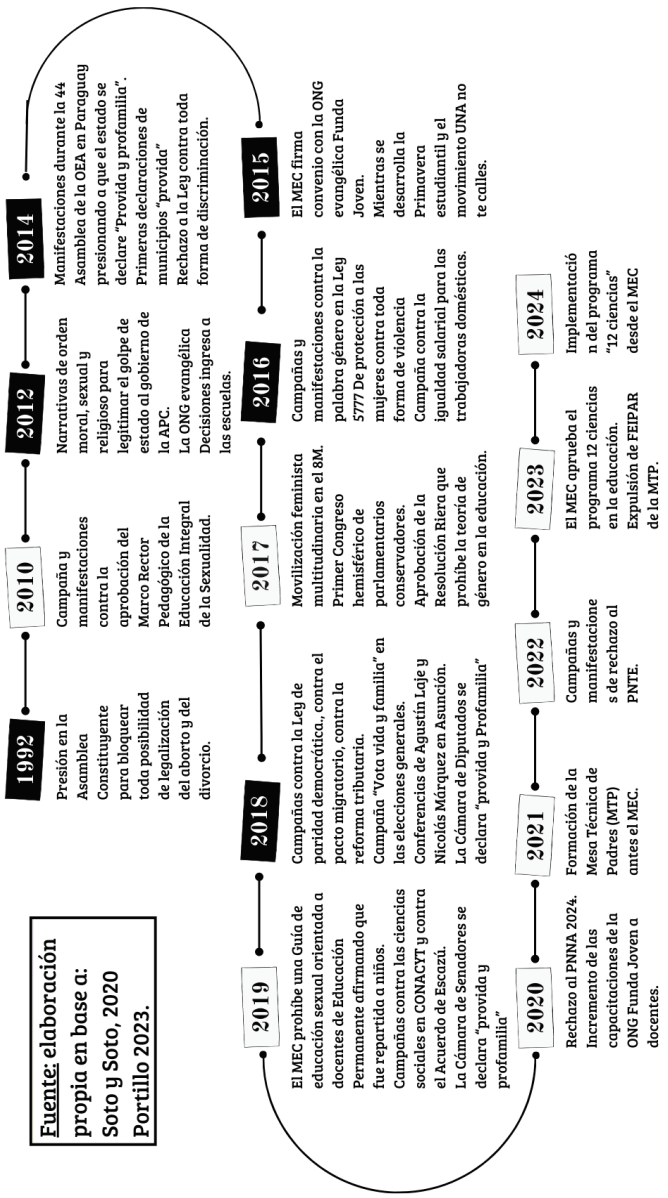 Fuente: elaboración
propia en base a:
Soto y Soto, 2020
Portillo 2023.
1992
Presión en la
Asamblea
Constituyente
para bloquear
toda posibilidad
de legalización
del aborto y del
divorcio.
2010
Campaña y
manifestaciones
contra la
aprobación del
Marco Rector
Pedagógico de la
Educación Integral
de la Sexualidad.
2012
Narrativas de orden
moral, sexual y
religioso para
legitimar el golpe de
estado al gobierno de
la APC.
La ONG evangélica
Decisiones ingresa a
las escuelas.
2014
Manifestaciones durante la 44
Asamblea de la OEA en Paraguay
presionando a que el estado se
declare “Provida y profamilia”.
Primeras declaraciones de
municipios “provida”
Rechazo a la Ley contra toda
forma de discriminación.
2015
El MEC firma
convenio con la ONG
evangélica Funda
Joven.
Mientras se
desarrolla la
Primavera
estudiantil y el
movimiento UNA no
te calles.
2016
Campañas y
manifestaciones contra la
palabra género en la Ley
5777 De protección a las
mujeres contra toda
forma de violencia
Campaña contra la
igualdad salarial para las
trabajadoras domésticas.
2017
Movilización feminista
multitudinaria en el 8M.
Primer Congreso
hemisférico de
parlamentarios
conservadores.
Aprobación de la
Resolución Riera que
prohibe la teoría de
género en la educación.
2018
Campañas contra la Ley de
paridad democrática,, contra el
pacto migratorio, contra la
reforma tributaria.
Campaña “Vota vida y familia” en
las elecciones generales.
Conferencias de Agustín Laje y
Nicolás Márquez en Asunción.
La Cámara de Diputados se
declara “provida y Profamilia”
2019
El MEC prohíbe una Guía de
educación sexual orientada a
docentes de Educación
Permanente afirmando que
fue repartida a niños.
Campañas contra las ciencias
sociales en CONACYT y contra
el Acuerdo de Escazú.
La Cámara de Senadores se
declara “provida y
profamilia”
2020
Rechazo al PNNA 2024.
Incremento de las
capacitaciones de la
ONG Funda Joven a
docentes.
2021
Formación de la
Mesa Técnica de
Padres (MTP)
antes el MEC.
2022
Campañas y
manifestacione
s de rechazo al
PNTE.
2023
El MEC aprueba el
programa 12 ciencias
en la educación.
Expulsión de FEIPAR
de la MTP.
2024
Implementació
n del programa
“12 ciencias”
desde el MEC